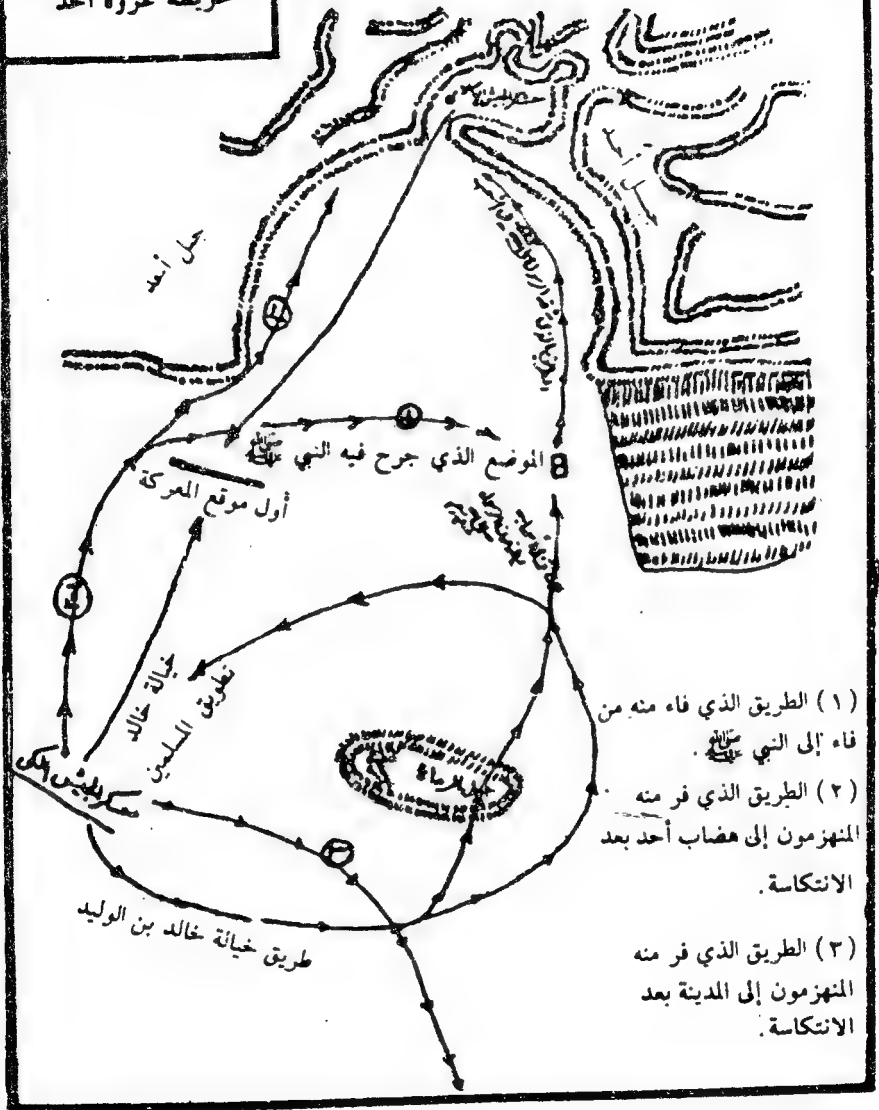 خريطة غزوة أحد
جبل أحد
الموضع الذي جرح فيه النبي ﷺ
أول موقع المعركة
خيالة خالد
تطويق المسلمين
معسكر الجيش المكي
جبل الرماة
طريق خيالة خالد بن الوليد
(١) الطريق الذي فاء منه من
فاء إلى النبي ﷺ .
(٢) الطريق الذي فر منه
المنهزمون إلى هضاب أحد بعد
الانتكاسة .
(٣) الطريق الذي فر منه
المنهزمون إلى المدينة بعد
الانتكاسة .